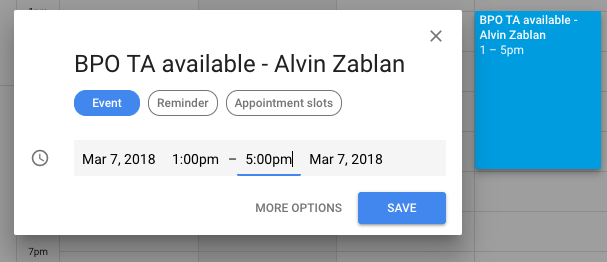 BPO TA available - Alvin Zablan
Event Reminder Appointment slots
Mar 7, 2018 1:00pm – 5:00pm Mar 7, 2018
MORE OPTIONS SAVE
BPO TA available -
Alvin Zablan
1 – 5pm
7pm